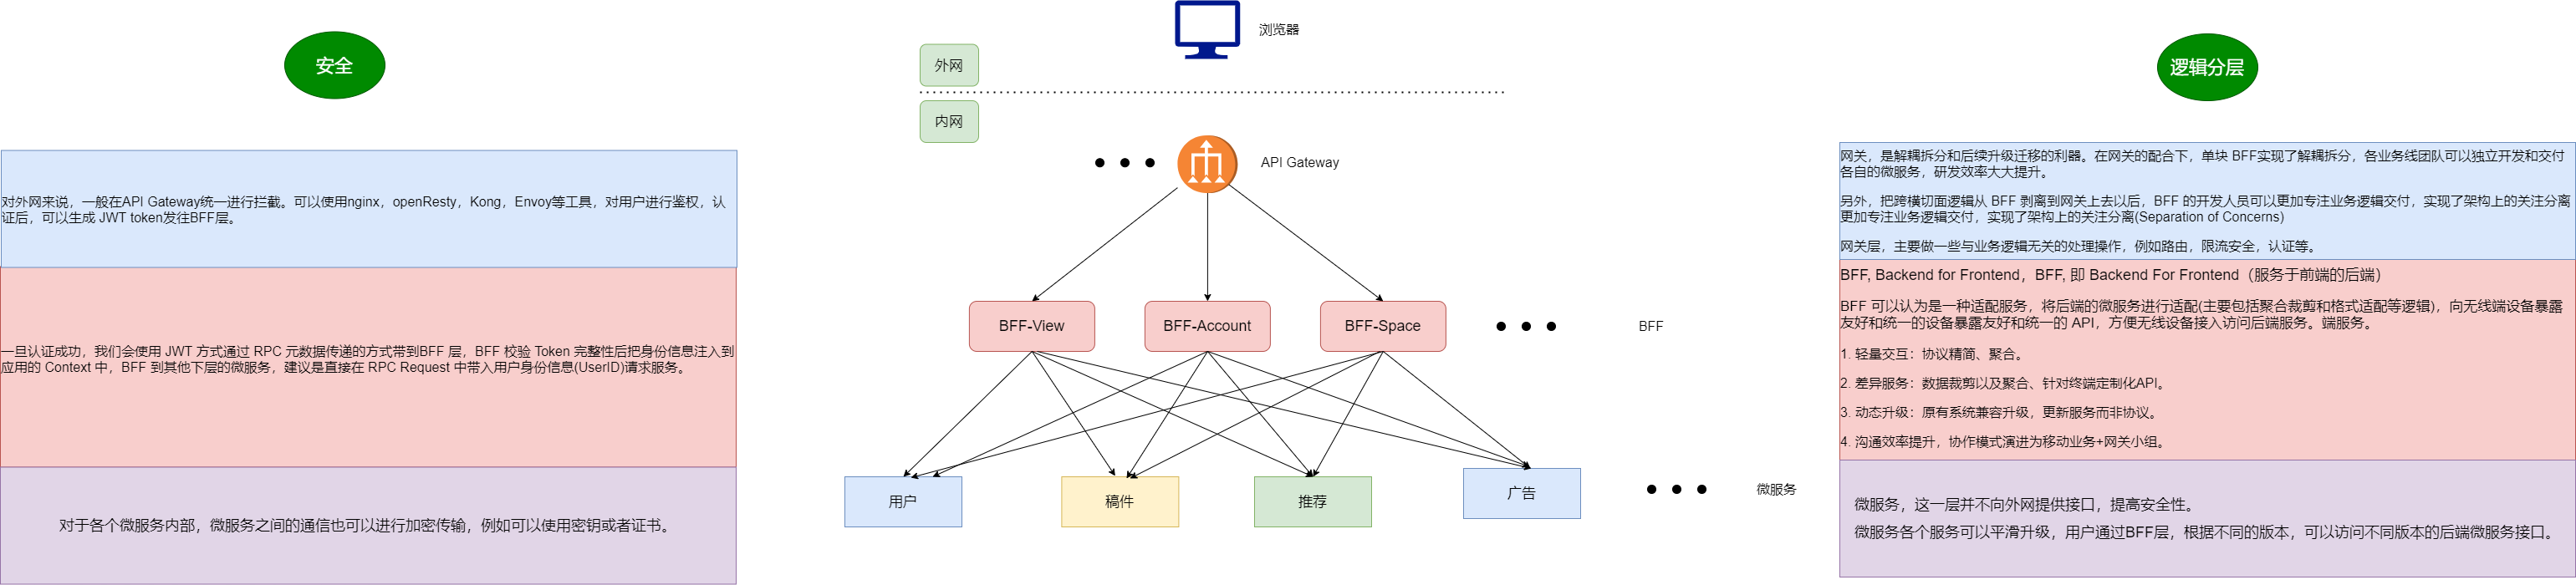 安全
对外网来说，一般在API Gateway统一进行拦截。可以使用nginx，openResty，Kong，Envoy等工具，对用户进行鉴权，认
证后，可以生成 JWT token发往BFF层。
一旦认证成功，我们会使用 JWT 方式通过 RPC 元数据传递的方式带到BFF 层，BFF 校验 Token 完整性后把身份信息注入到
应用的 Context 中，BFF 到其他下层的微服务，建议是直接在 RPC Request 中带入用户身份信息(UserID)请求服务。
对于各个微服务内部，微服务之间的通信也可以进行加密传输，例如可以使用密钥或者证书。
浏览器
外网
内网
API Gateway
BFF-View
BFF-Account
BFF-Space
BFF
用户
稿件
推荐
广告
微服务
逻辑分层
网关，是解耦拆分和后续升级迁移的利器。在网关的配合下，单块 BFF实现了解耦拆分，各业务线团队可以独立开发和交付
各自的微服务，研发效率大大提升。
另外，把跨横切面逻辑从 BFF 剥离到网关上去以后，BFF 的开发人员可以更加专注业务逻辑交付，实现了架构上的关注分离
更加专注业务逻辑交付，实现了架构上的关注分离(Separation of Concerns)
网关层，主要做一些与业务逻辑无关的处理操作，例如路由，限流安全，认证等。
BFF, Backend for Frontend，BFF, 即 Backend For Frontend（服务于前端的后端）
BFF 可以认为是一种适配服务，将后端的微服务进行适配(主要包括聚合裁剪和格式适配等逻辑)，向无线端设备暴露
友好和统一的设备暴露友好和统一的 API，方便无线设备接入访问后端服务。端服务。
1. 轻量交互：协议精简、聚合。
2. 差异服务：数据裁剪以及聚合、针对终端定制化API。
3. 动态升级：原有系统兼容升级，更新服务而非协议。
4. 沟通效率提升，协作模式演进为移动业务+网关小组。
微服务，这一层并不向外网提供接口，提高安全性。
微服务各个服务可以平滑升级，用户通过BFF层，根据不同的版本，可以访问不同版本的后端微服务接口。